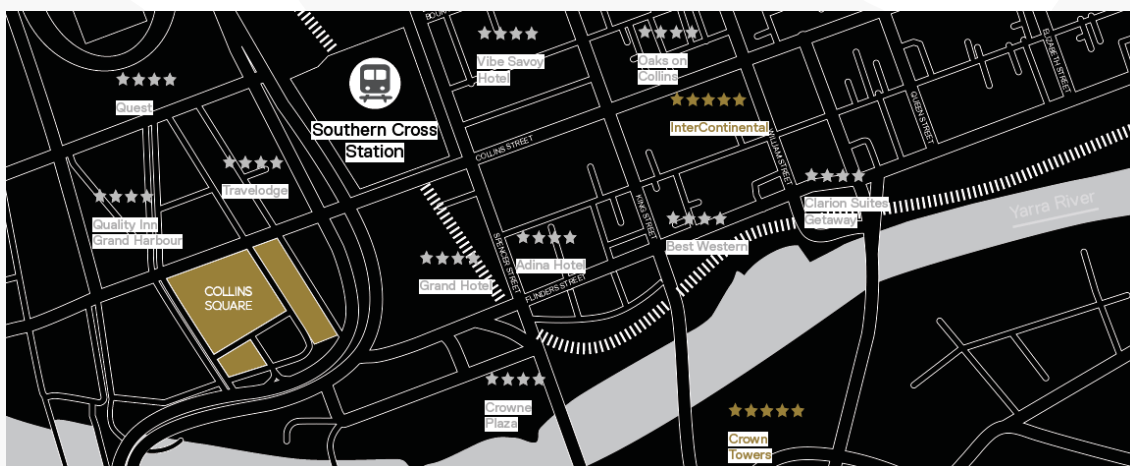 BOUR
Vibe Savoy
Hotel
Oaks on
Collins
ELIZABETH STREET
Quest
InterContinental
QUEEN STREET
Southern Cross
Station
COLLINS STREET
WILLIAM STREET
Travelodge
Clarion Suites
Getaway
Yarra River
Quality Inn
Grand Harbour
KING STREET
Best Western
SPENCER STREET
Adina Hotel
Grand Hotel
FLINDERS STREET
COLLINS
SQUARE
Crowne
Plaza
Crown
Towers